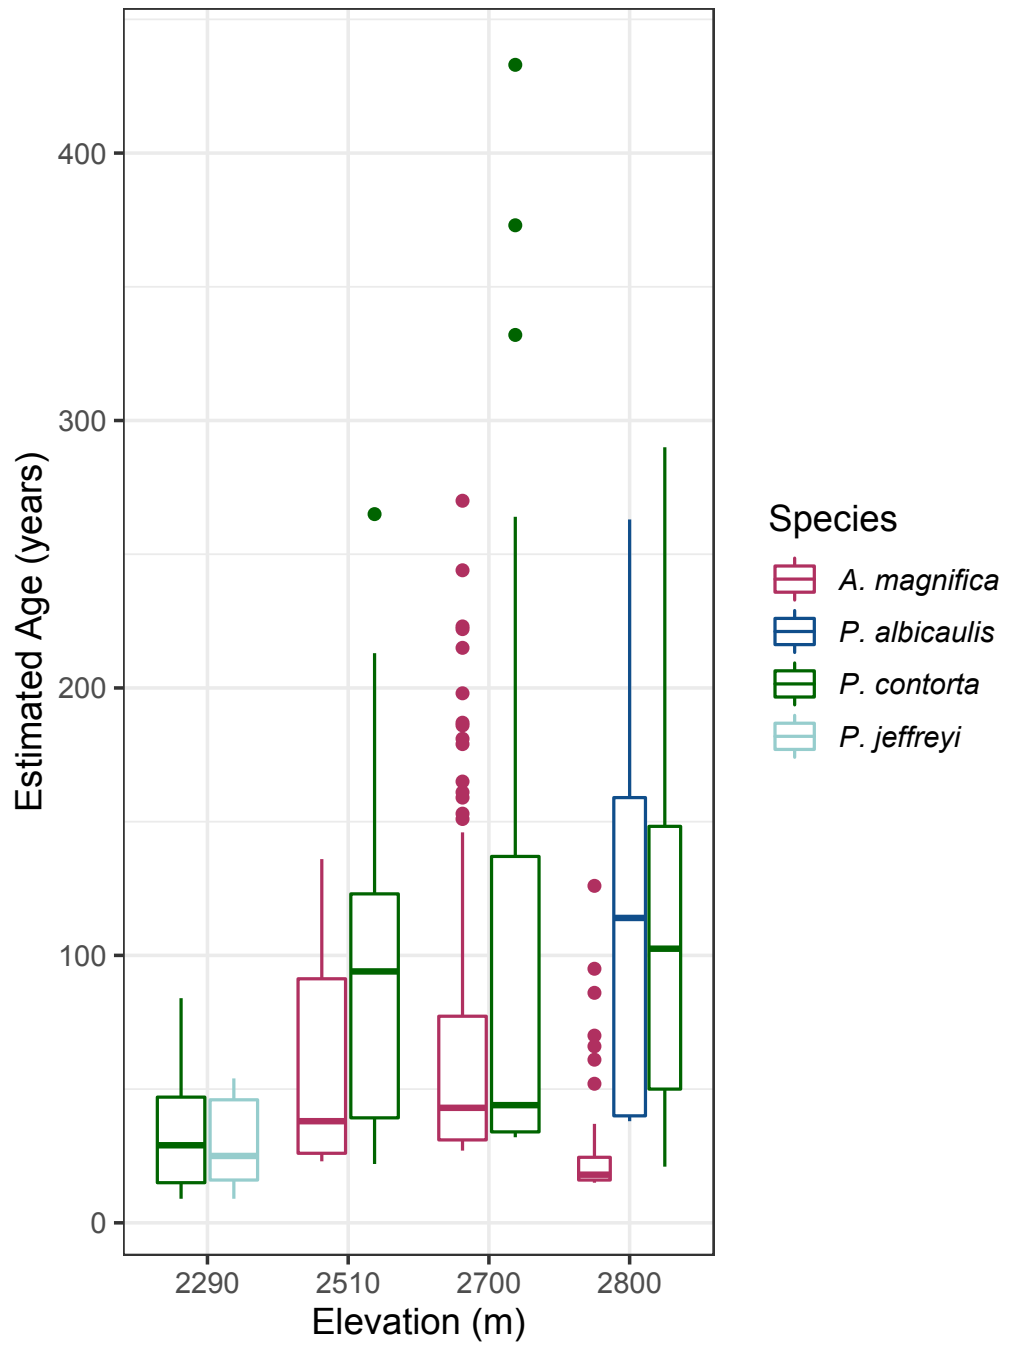 Estimated Age (years)
400
300
200
100
0
2290 2510 2700 2800
Elevation (m)
Species
A. magnifica
P. albicaulis
P. contorta
P. jeffreyi